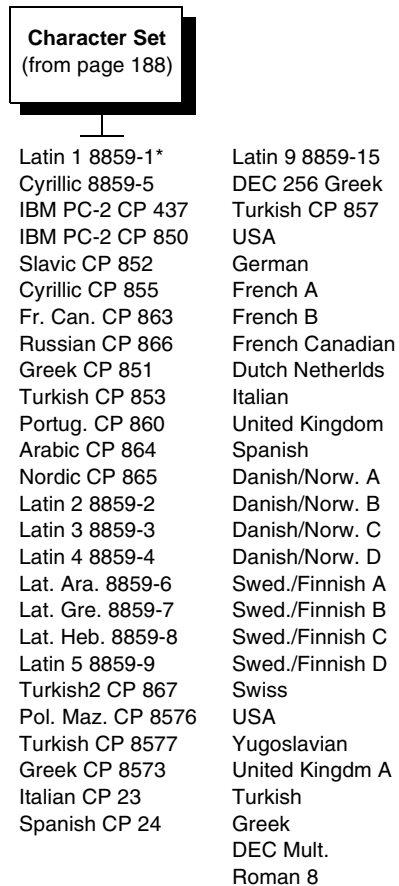 Character Set
(from page 188)
Latin 1 8859-1*
Cyrillic 8859-5
IBM PC-2 CP 437
IBM PC-2 CP 850
Slavic CP 852
Cyrillic CP 855
Fr. Can. CP 863
Russian CP 866
Greek CP 851
Turkish CP 853
Portug. CP 860
Arabic CP 864
Nordic CP 865
Latin 2 8859-2
Latin 3 8859-3
Latin 4 8859-4
Lat. Ara. 8859-6
Lat. Gre. 8859-7
Lat. Heb. 8859-8
Latin 5 8859-9
Turkish2 CP 867
Pol. Maz. CP 8576
Turkish CP 8577
Greek CP 8573
Italian CP 23
Spanish CP 24
Latin 9 8859-15
DEC 256 Greek
Turkish CP 857
USA
German
French A
French B
French Canadian
Dutch Netherlds
Italian
United Kingdom
Spanish
Danish/Norw. A
Danish/Norw. B
Danish/Norw. C
Danish/Norw. D
Swed./Finnish A
Swed./Finnish B
Swed./Finnish C
Swed./Finnish D
Swiss
USA
Yugoslavian
United Kingdm A
Turkish
Greek
DEC Mult.
Roman 8